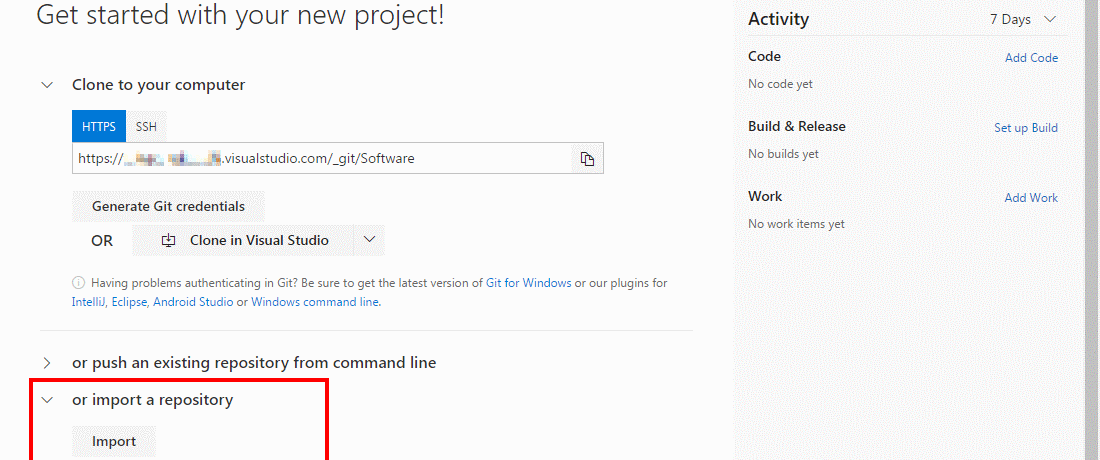 Get started with your new project!
Clone to your computer
HTTPS SSH
https://
.visualstudio.com/_git/Software
Generate Git credentials
OR Clone in Visual Studio
Having problems authenticating in Git? Be sure to get the latest version of Git for Windows or our plugins for
IntelliJ, Eclipse, Android Studio or Windows command line.
or push an existing repository from command line
or import a repository
Import
Activity 7 Days
Code Add Code
No code yet
Build & Release Set up Build
No builds yet
Work Add Work
No work items yet